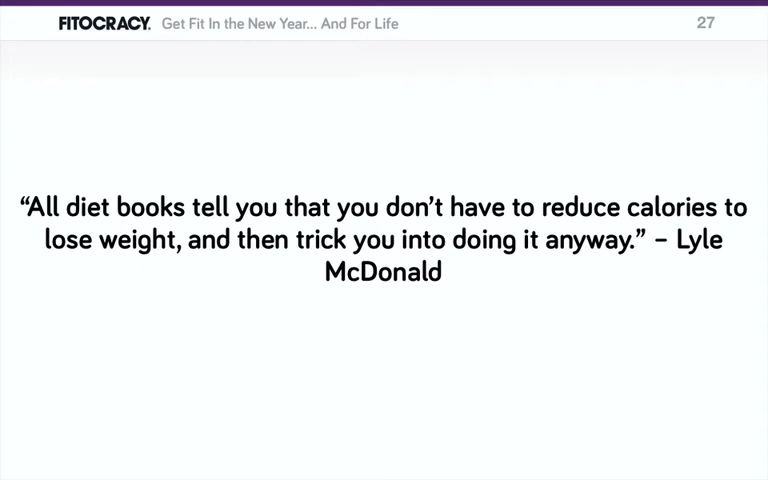 FITOCRACY. Get Fit In the New Year... And For Life 27
“All diet books tell you that you don’t have to reduce calories to
lose weight, and then trick you into doing it anyway.” – Lyle
McDonald